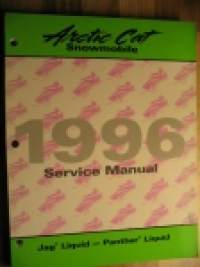 Arctic Cat
Snowmobile
1996
Service Manual
Jag® Liquid — Panther® Liquid